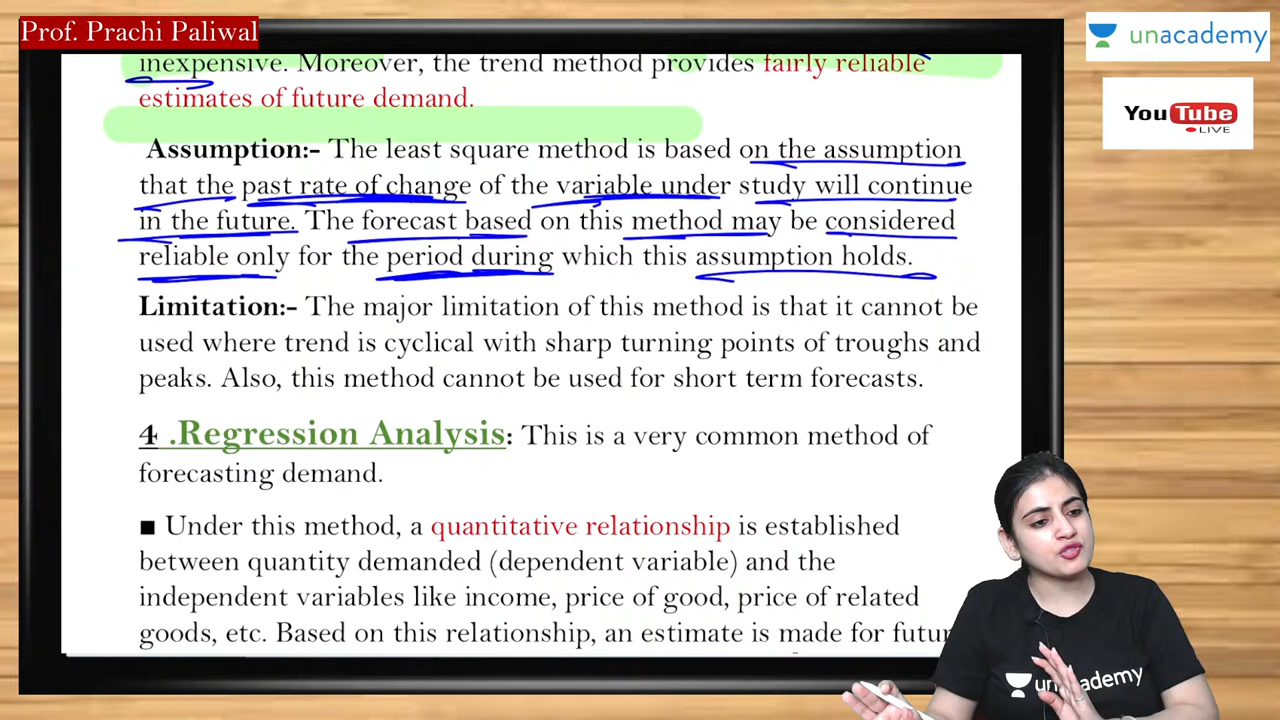 Prof. Prachi Paliwal
unacademy
YouTube
LIVE
inexpensive. Moreover, the trend method provides fairly reliable
estimates of future demand.
Assumption:- The least square method is based on the assumption
that the past rate of change of the variable under study will continue
in the future. The forecast based on this method may be considered
reliable only for the period during which this assumption holds.
Limitation:- The major limitation of this method is that it cannot be
used where trend is cyclical with sharp turning points of troughs and
peaks. Also, this method cannot be used for short term forecasts.
4 .Regression Analysis: This is a very common method of
forecasting demand.
■ Under this method, a quantitative relationship is established
between quantity demanded (dependent variable) and the
independent variables like income, price of good, price of related
goods, etc. Based on this relationship, an estimate is made for
unacademy